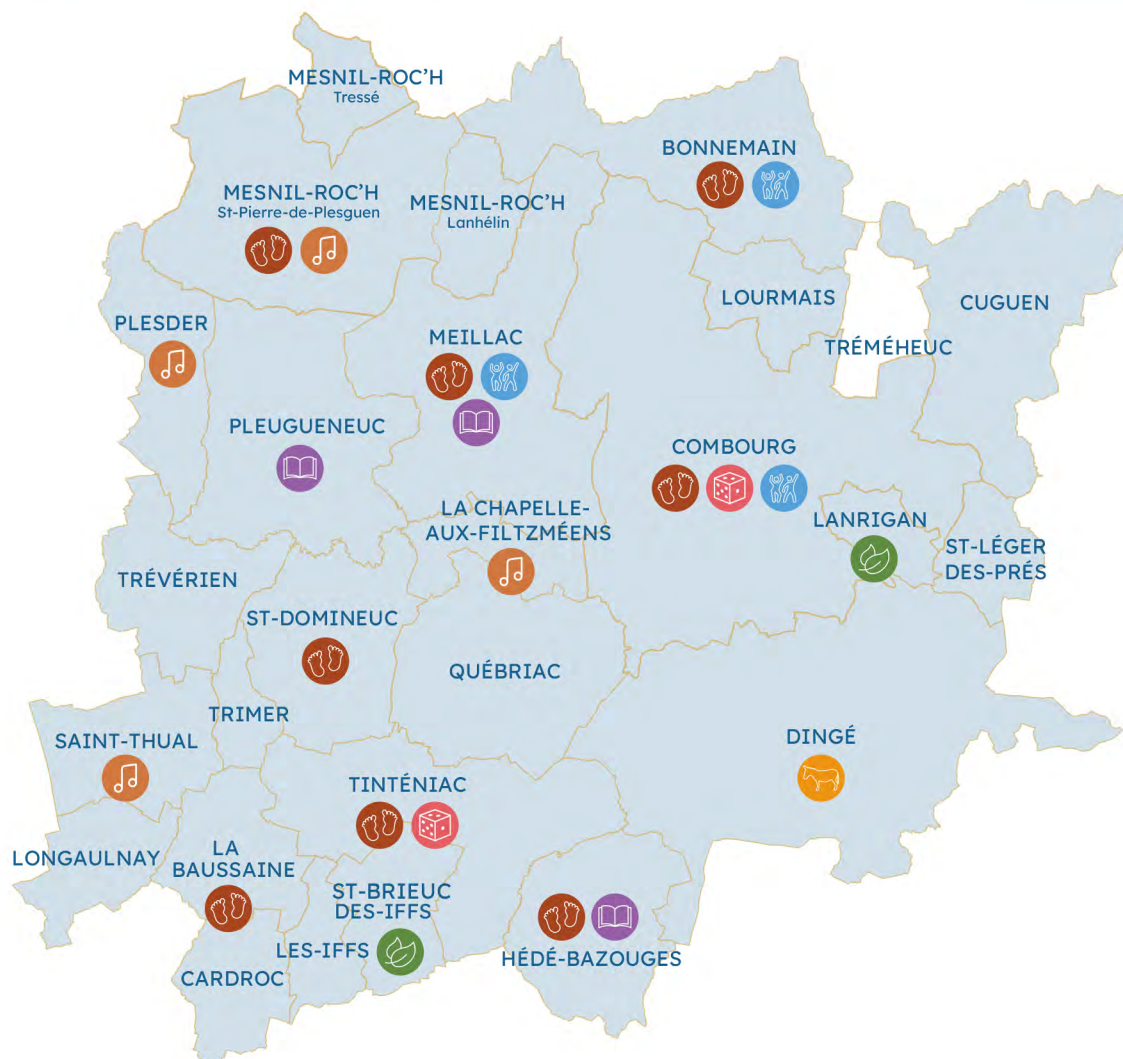 MESNIL-ROC'H
Tressé
BONNEMAIN
MESNIL-ROC'H
St-Pierre-de-Plesguen
MESNIL-ROC'H
Lanhélin
LOURMAIS
CUGUEN
PLESDER
MEILLAC
TRÉMÉHEUC
PLEUGUENEUC
COMBOURG
LA CHAPELLE-
AUX-FILTZMÉENS
LANRIGAN
ST-LÉGER
DES-PRÉS
TRÉVÉRIEN
ST-DOMINEUC
QUÉBRIAC
TRIMER
SAINT-THUAL
DINGÉ
TINTÉNIAC
LONGAULNAY
LA
BAUSSAINE
ST-BRIEUC
DES-IFFS
LES-IFFS
HÉDÉ-BAZOUGES
CARDROC